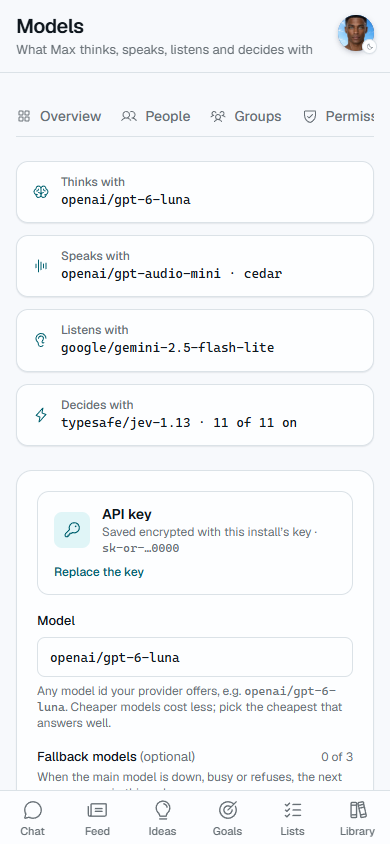 Models
What Max thinks, speaks, listens and decides with
Overview People Groups Permiss
Thinks with
openai/gpt-6-luna
Speaks with
openai/gpt-audio-mini · cedar
Listens with
google/gemini-2.5-flash-lite
Decides with
typesafe/jev-1.13 · 11 of 11 on
API key
Saved encrypted with this install's key ·
sk-or-…0000
Replace the key
Model
openai/gpt-6-luna
Any model id your provider offers, e.g. openai/gpt-6-
luna. Cheaper models cost less; pick the cheapest that
answers well.
Fallback models (optional) 0 of 3
When the main model is down, busy or refuses, the next
Chat Feed Ideas Goals Lists Library